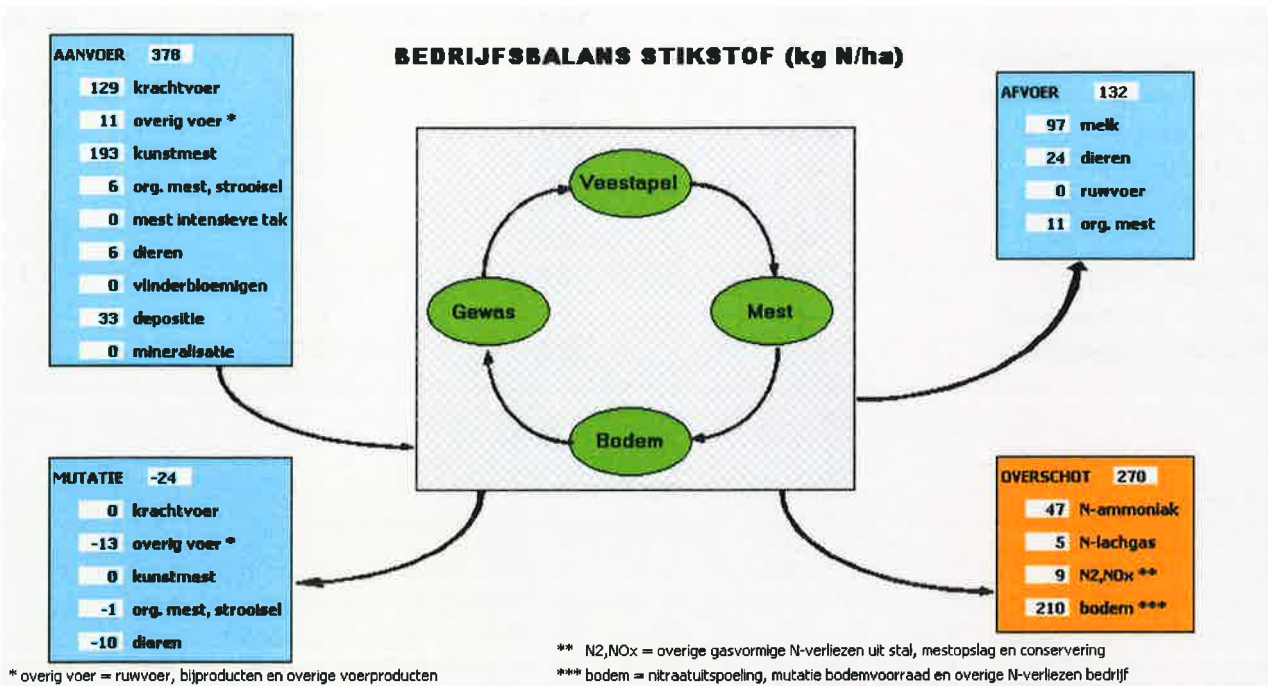 BEDRIJFSBALANS STIKSTOF (kg N/ha)
AANVOER 378
129 krachtvoer
11 overig voer *
193 kunstmest
6 org. mest, strooisel
0 mest intensieve tak
6 dieren
0 vlinderbloemigen
33 depositie
0 mineralisatie
AFVOER 132
97 melk
24 dieren
0 ruwvoer
11 org. mest
Veestapel
Gewas
Mest
Bodem
MUTATIE -24
0 krachtvoer
-13 overig voer *
0 kunstmest
-1 org. mest, strooisel
-10 dieren
OVERSCHOT 270
47 N-ammoniak
5 N-lachgas
9 N2,NOx **
210 bodem ***
* overig voer = ruwvoer, bijproducten en overige voerproducten
** N2,NOx = overige gasvormige N-verliezen uit stal, mestopslag en conservering
*** bodem = nitraatuitspoeling, mutatie bodemvoorraad en overige N-verliezen bedrijf